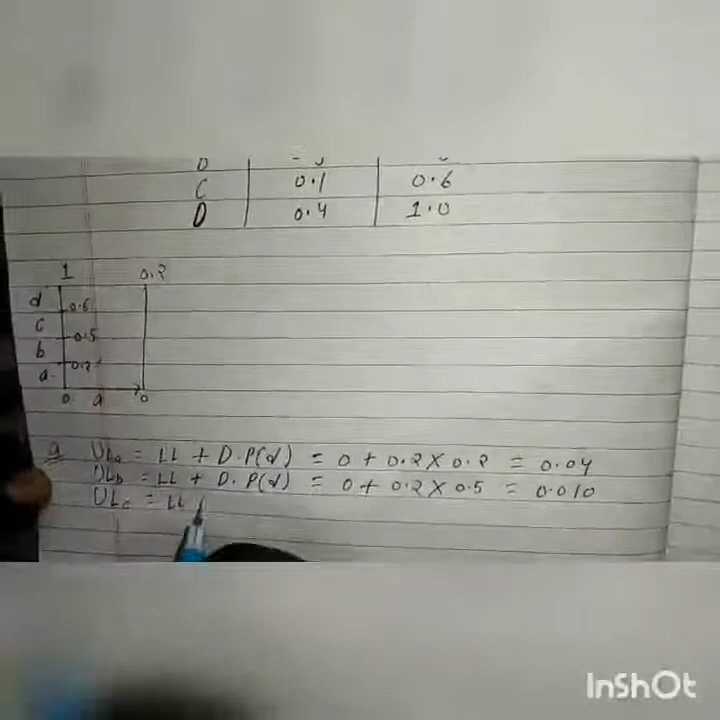 C 0.1 0.6
D 0.4 1.0
1 0.2
d 0.6
c 0.5
b 0.2
a
0 a 0
a ULa = LL + D.P(d) = 0 + 0.2 X 0.2 = 0.04
ULb = LL + D.P(d) = 0 + 0.2 X 0.5 = 0.010
ULc = LL
InShOt